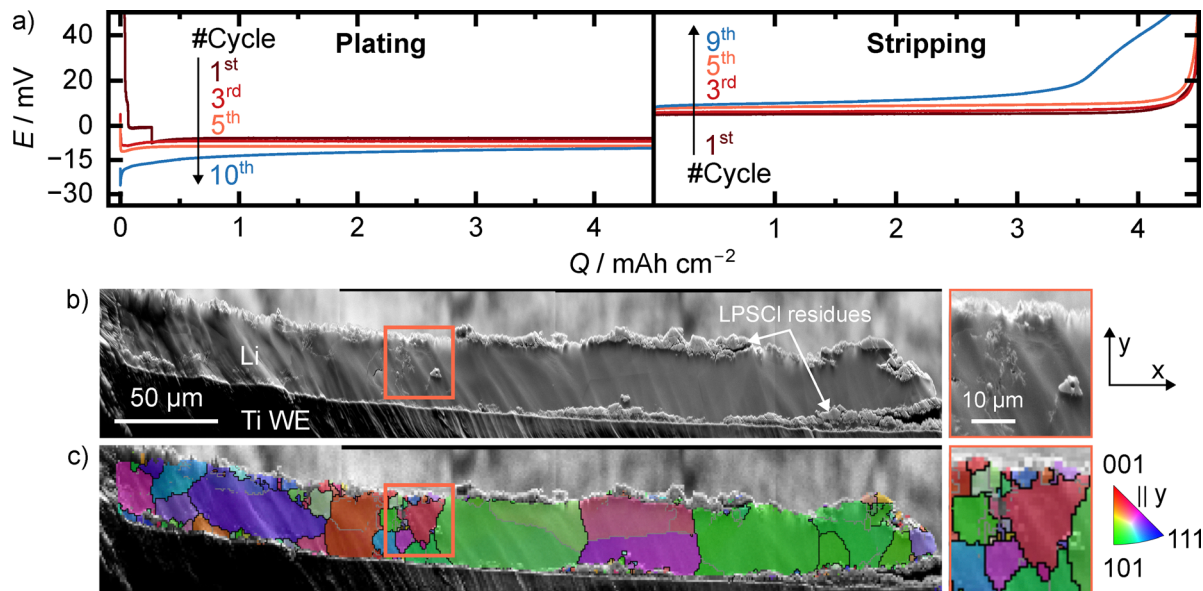 a)
E / mV
40
20
0
−15
−30
#Cycle
1st
3rd
5th
10th
Plating
9th
5th
3rd
1st
#Cycle
Stripping
0 1 2 3 4 1 2 3 4
Q / mAh cm−2
b)
Li
50 µm
Ti WE
LPSCl residues
10 µm
y
x
c)
001
|| y
111
101